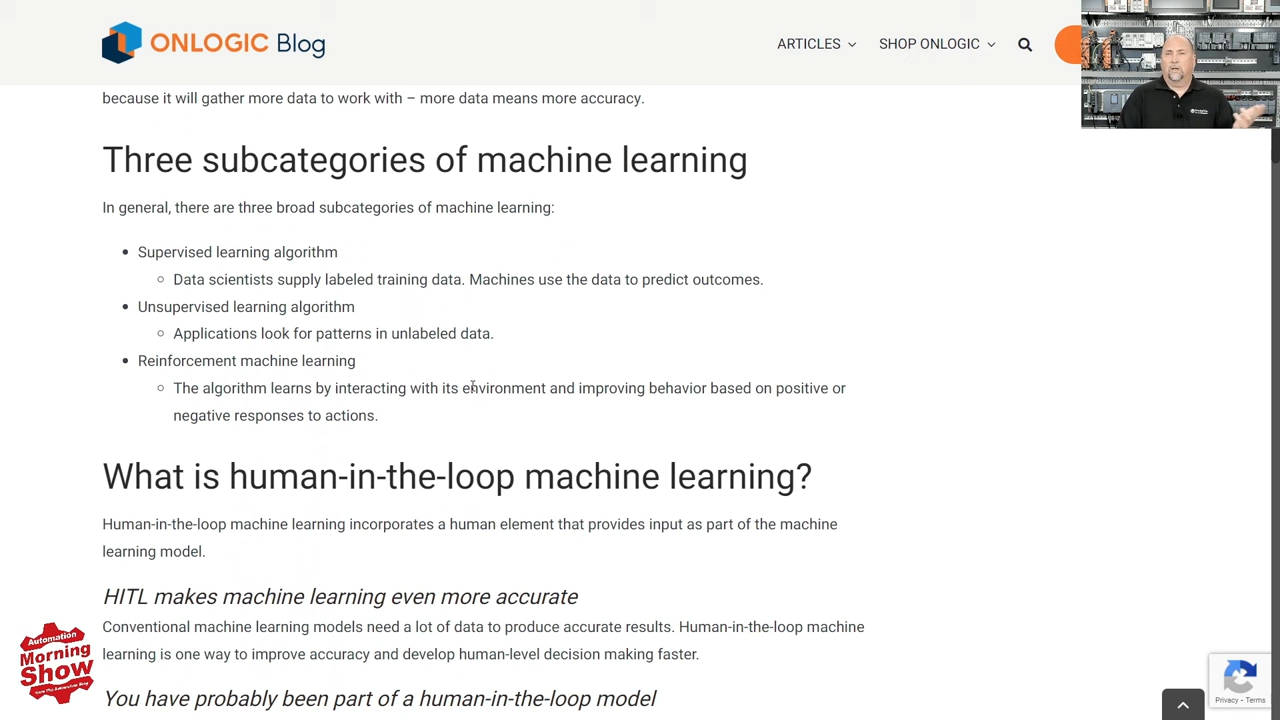 ONLOGIC Blog
ARTICLES
SHOP ONLOGIC
because it will gather more data to work with – more data means more accuracy.
Three subcategories of machine learning
In general, there are three broad subcategories of machine learning:
Supervised learning algorithm
Data scientists supply labeled training data. Machines use the data to predict outcomes.
Unsupervised learning algorithm
Applications look for patterns in unlabeled data.
Reinforcement machine learning
The algorithm learns by interacting with its environment and improving behavior based on positive or
negative responses to actions.
What is human-in-the-loop machine learning?
Human-in-the-loop machine learning incorporates a human element that provides input as part of the machine
learning model.
HITL makes machine learning even more accurate
Conventional machine learning models need a lot of data to produce accurate results. Human-in-the-loop machine
learning is one way to improve accuracy and develop human-level decision making faster.
You have probably been part of a human-in-the-loop model
Automation
Morning
Show
from The Automation Blog
Privacy - Terms